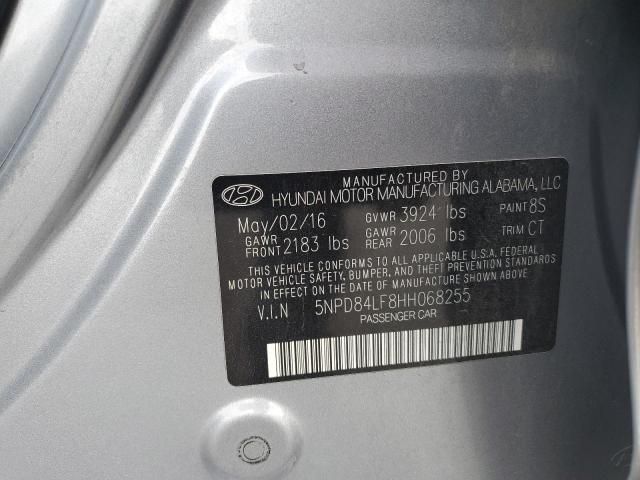 MANUFACTURED BY
HYUNDAI MOTOR MANUFACTURING ALABAMA, LLC
May/02/16 GVWR 3924 lbs PAINT 8S
GAWR FRONT 2183 lbs GAWR REAR 2006 lbs TRIM CT
THIS VEHICLE CONFORMS TO ALL APPLICABLE U.S.A. FEDERAL
MOTOR VEHICLE SAFETY, BUMPER, AND THEFT PREVENTION STANDARDS
IN EFFECT ON THE DATE OF MANUFACTURE SHOWN ABOVE
V.I.N 5NPD84LF8HH068255
PASSENGER CAR